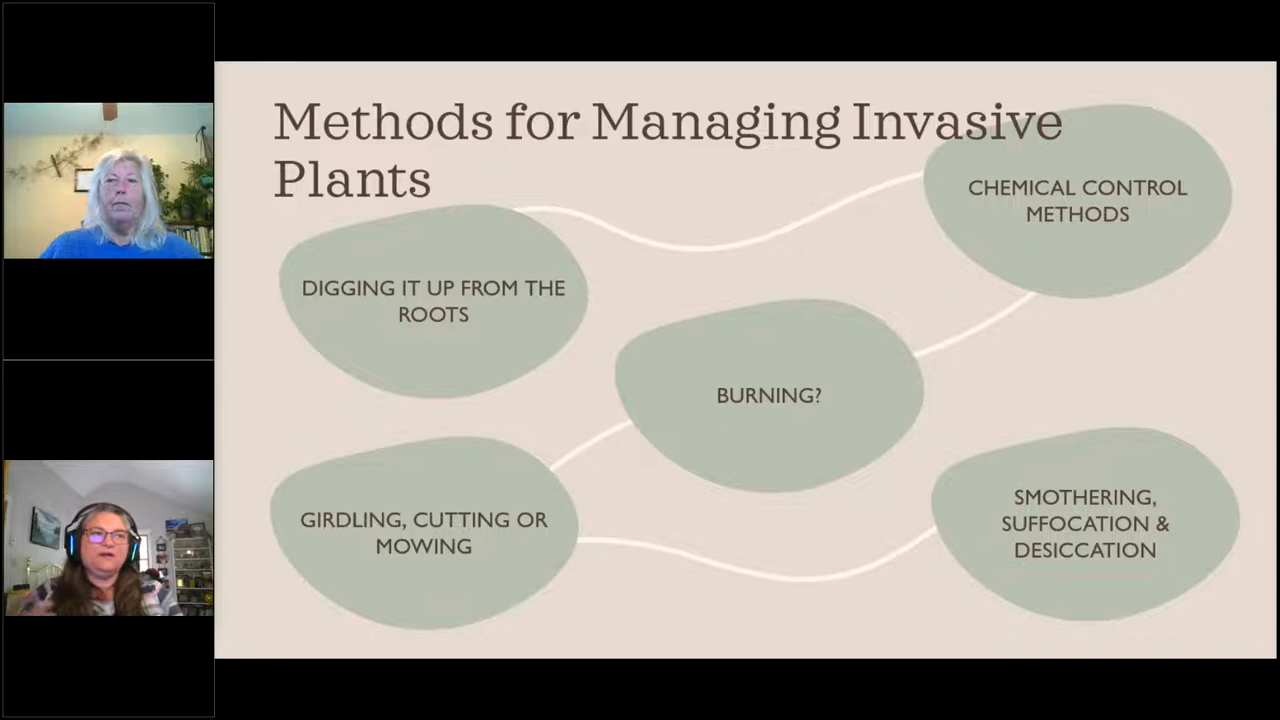 Methods for Managing Invasive
Plants
CHEMICAL CONTROL
METHODS
DIGGING IT UP FROM THE
ROOTS
BURNING?
GIRDLING, CUTTING OR
MOWING
SMOTHERING,
SUFFOCATION &
DESICCATION